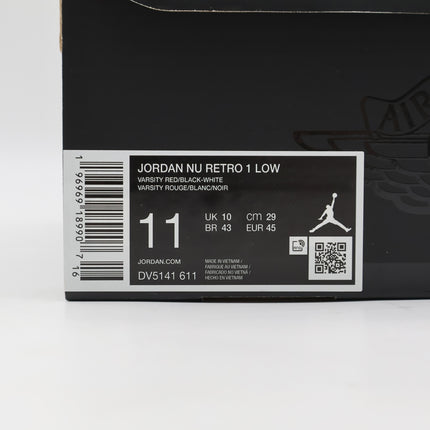 AIR
JORDAN NU RETRO 1 LOW
VARSITY RED/BLACK-WHITE
VARSITY ROUGE/BLANC/NOIR
11
UK 10 cm 29
BR 43 EUR 45
JORDAN.COM
DV5141 611
MADE IN VIETNAM /
FABRIQUÉ AU VIETNAM /
FABRICADO NO VIETNÃ /
HECHO EN VIETNAM
1 96969 18990 7
16